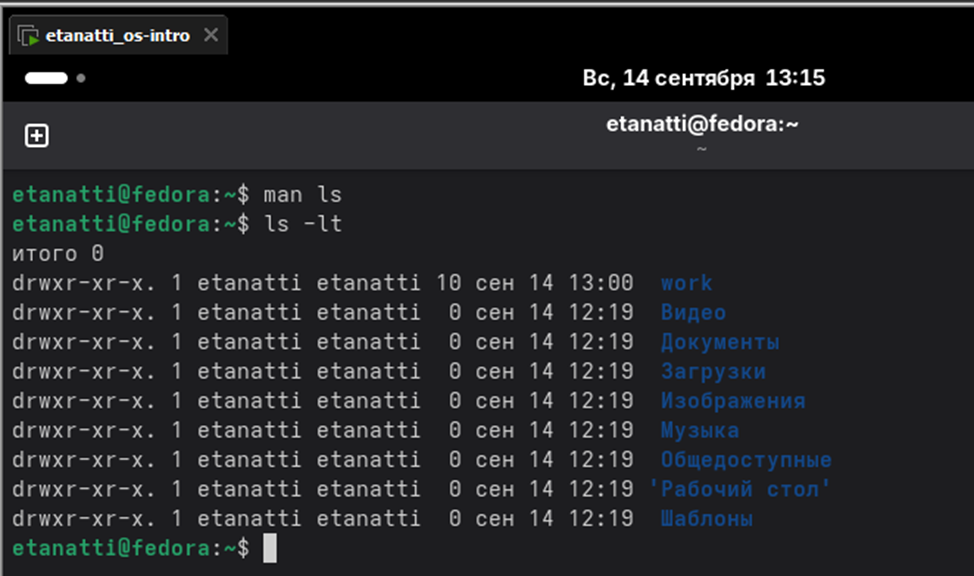 etanatti_os-intro
Вс, 14 сентября 13:15
etanatti@fedora:~
~
etanatti@fedora:~$ man ls
etanatti@fedora:~$ ls -lt
итого 0
drwxr-xr-x. 1 etanatti etanatti 10 сен 14 13:00  work
drwxr-xr-x. 1 etanatti etanatti  0 сен 14 12:19  Видео
drwxr-xr-x. 1 etanatti etanatti  0 сен 14 12:19  Документы
drwxr-xr-x. 1 etanatti etanatti  0 сен 14 12:19  Загрузки
drwxr-xr-x. 1 etanatti etanatti  0 сен 14 12:19  Изображения
drwxr-xr-x. 1 etanatti etanatti  0 сен 14 12:19  Музыка
drwxr-xr-x. 1 etanatti etanatti  0 сен 14 12:19  Общедоступные
drwxr-xr-x. 1 etanatti etanatti  0 сен 14 12:19 'Рабочий стол'
drwxr-xr-x. 1 etanatti etanatti  0 сен 14 12:19  Шаблоны
etanatti@fedora:~$